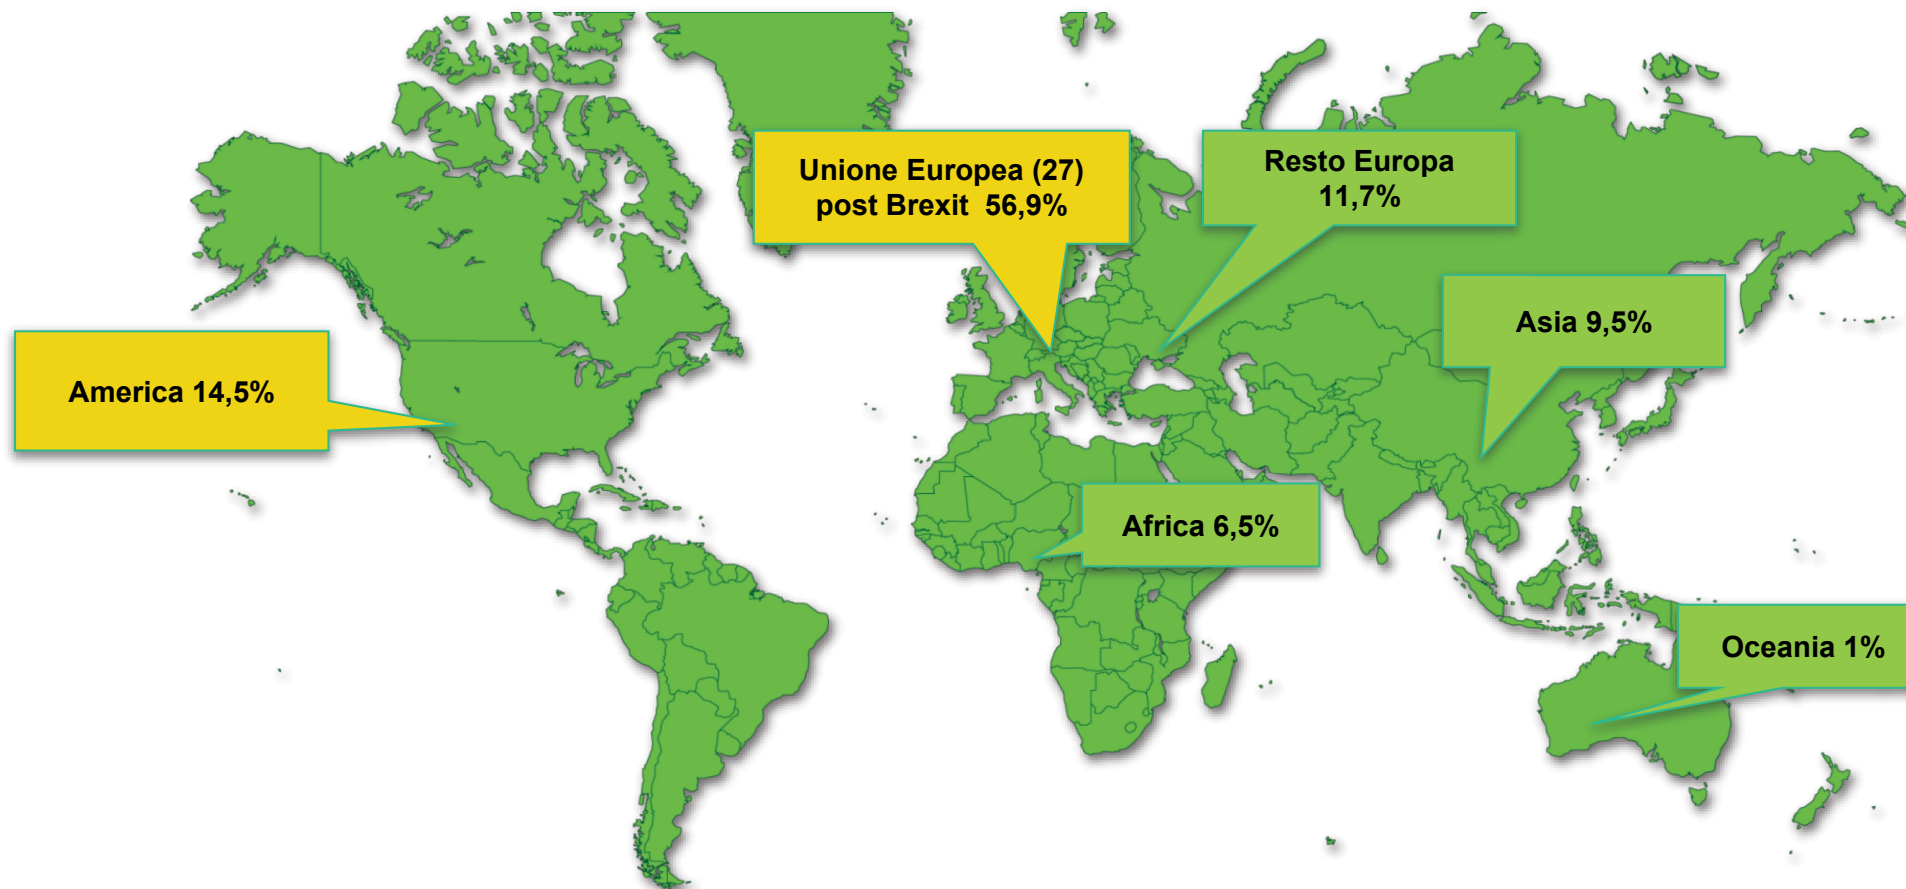 Unione Europea (27)
post Brexit 56,9%
Resto Europa
11,7%
Asia 9,5%
America 14,5%
Africa 6,5%
Oceania 1%